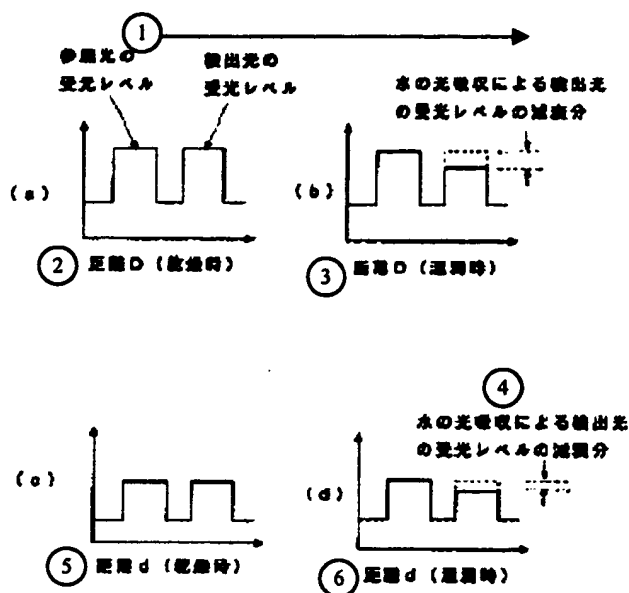 ①
参照光の
受光レベル
検出光の
受光レベル
水の光吸収による検出光
の受光レベルの減衰分
(a)
(b)
② 距離D(乾燥時)
③ 距離D(湿潤時)
④
水の光吸収による検出光
の受光レベルの減衰分
(c)
(d)
⑤ 距離d(乾燥時)
⑥ 距離d(湿潤時)